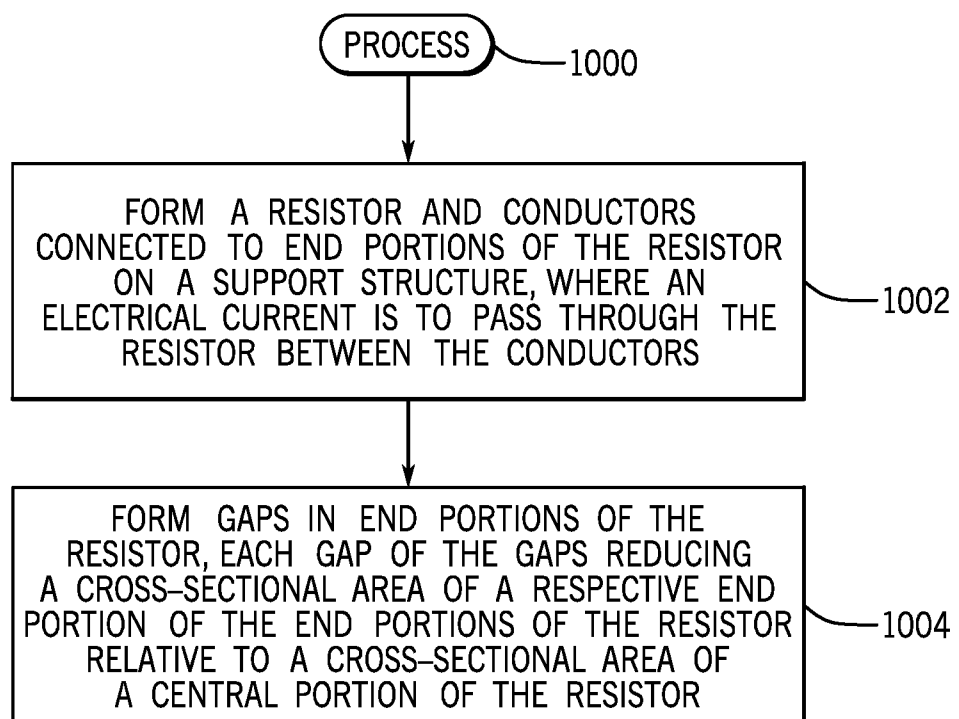 PROCESS
1000
FORM A RESISTOR AND CONDUCTORS
CONNECTED TO END PORTIONS OF THE RESISTOR
ON A SUPPORT STRUCTURE, WHERE AN
ELECTRICAL CURRENT IS TO PASS THROUGH THE
RESISTOR BETWEEN THE CONDUCTORS
1002
FORM GAPS IN END PORTIONS OF THE
RESISTOR, EACH GAP OF THE GAPS REDUCING
A CROSS–SECTIONAL AREA OF A RESPECTIVE END
PORTION OF THE END PORTIONS OF THE RESISTOR
RELATIVE TO A CROSS–SECTIONAL AREA OF
A CENTRAL PORTION OF THE RESISTOR
1004